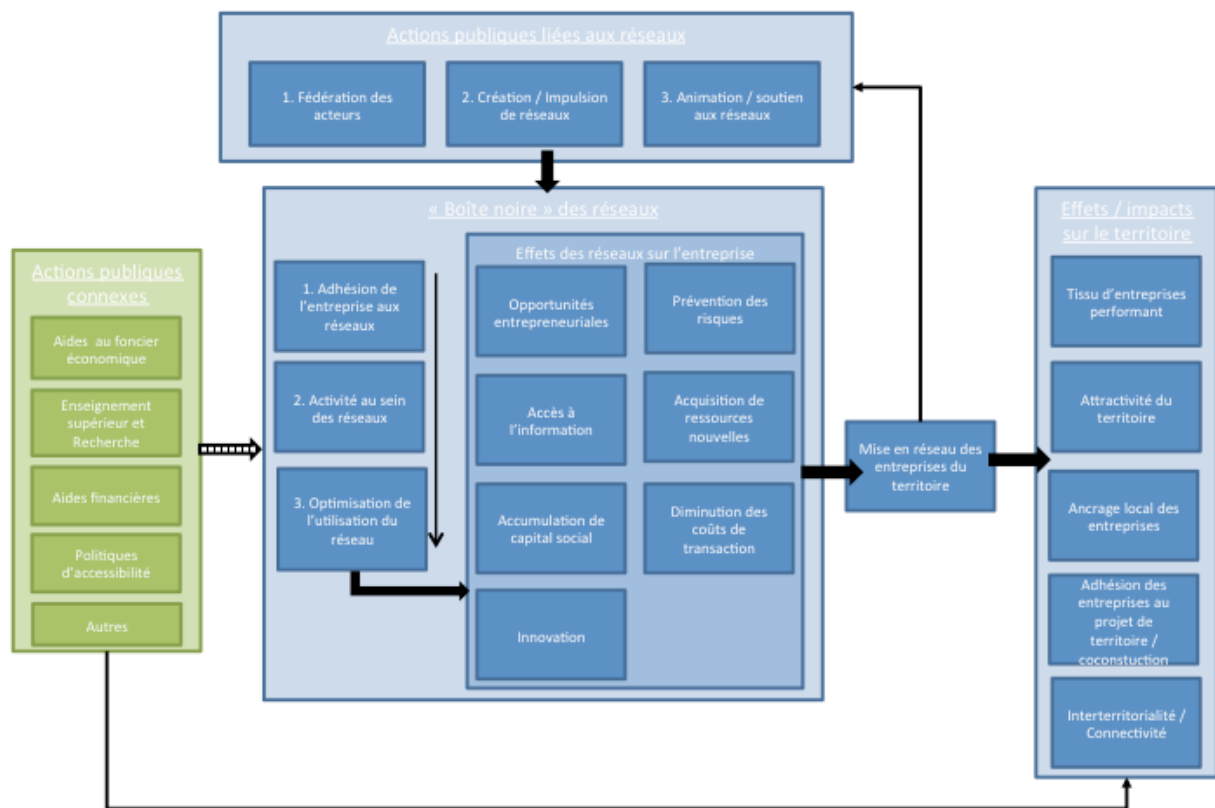 Actions publiques liées aux réseaux
1. Fédération des
acteurs
2. Création / Impulsion
de réseaux
3. Animation / soutien
aux réseaux
« Boîte noire » des réseaux
Effets des réseaux sur l'entreprise
1. Adhésion de
l'entreprise aux
réseaux
2. Activité au sein
des réseaux
3. Optimisation de
l'utilisation du
réseau
Opportunités
entrepreneuriales
Prévention des
risques
Accès à
l'information
Acquisition de
ressources
nouvelles
Accumulation de
capital social
Diminution des
coûts de
transaction
Innovation
Actions publiques
connexes
Aides au foncier
économique
Enseignement
supérieur et
Recherche
Aides financières
Politiques
d'accessibilité
Autres
Mise en réseau des
entreprises du
territoire
Effets / impacts
sur le territoire
Tissu d'entreprises
performant
Attractivité du
territoire
Ancrage local des
entreprises
Adhésion des
entreprises au
projet de
territoire /
coconstuction
Interterritorialité /
Connectivité